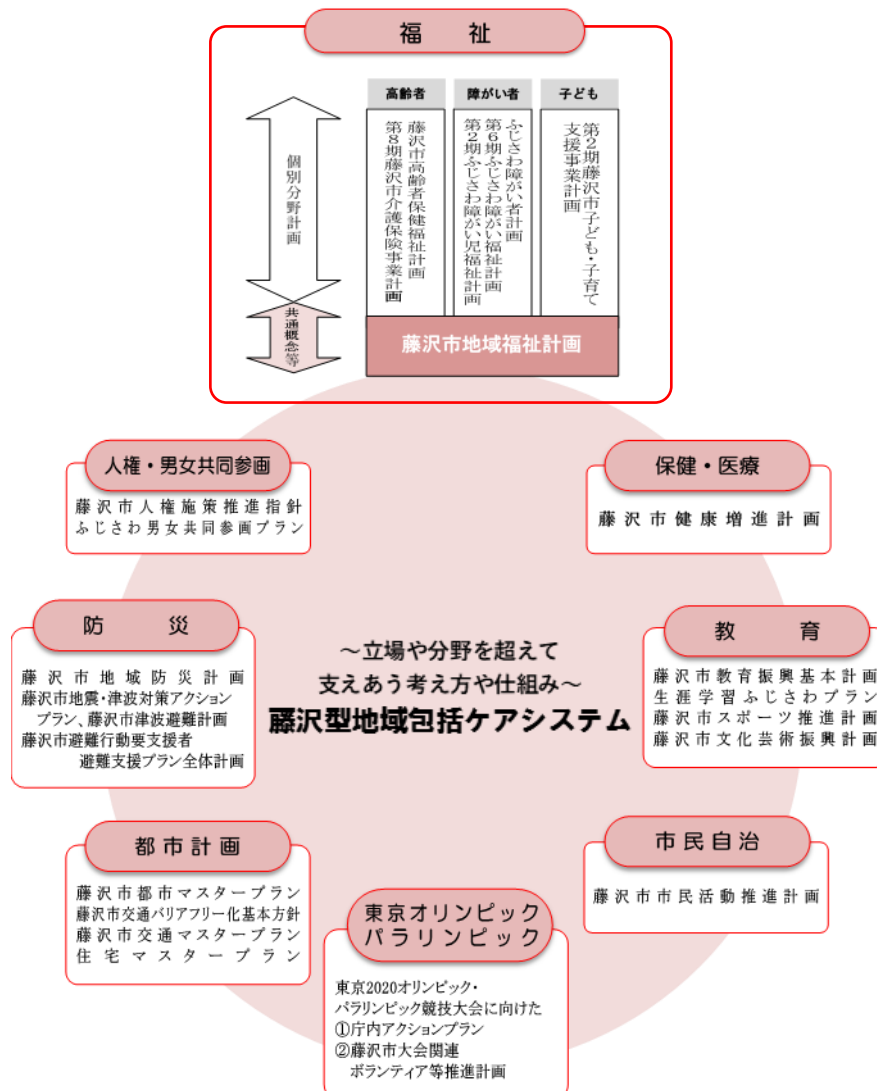 福祉
高齢者
障がい者
子ども
個別分野計画
共通概念等
藤沢市高齢者保健福祉計画
第8期藤沢市介護保険事業計画
ふじさわ障がい者計画
第6期ふじさわ障がい福祉計画
第2期ふじさわ障がい児福祉計画
第2期藤沢市子ども・子育て
支援事業計画
藤沢市地域福祉計画
人権・男女共同参画
藤沢市人権施策推進指針
ふじさわ男女共同参画プラン
保健・医療
藤沢市健康増進計画
防災
藤沢市地域防災計画
藤沢市地震・津波対策アクション
プラン、藤沢市津波避難計画
藤沢市避難行動要支援者
避難支援プラン全体計画
～立場や分野を超えて
支えあう考え方や仕組み～
藤沢型地域包括ケアシステム
教育
藤沢市教育振興基本計画
生涯学習ふじさわプラン
藤沢市スポーツ推進計画
藤沢市文化芸術振興計画
都市計画
藤沢市都市マスタープラン
藤沢市交通バリアフリー化基本方針
藤沢市交通マスタープラン
住宅マスタープラン
市民自治
藤沢市市民活動推進計画
東京オリンピック
パラリンピック
東京2020オリンピック・
パラリンピック競技大会に向けた
①庁内アクションプラン
②藤沢市大会関連
ボランティア等推進計画